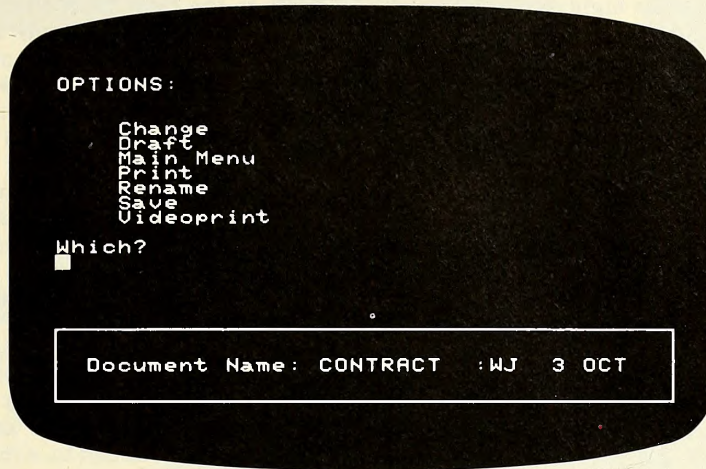 OPTIONS:
Change
Draft
Main Menu
Print
Rename
Save
Videoprint
Which?
Document Name: CONTRACT :WJ 3 OCT